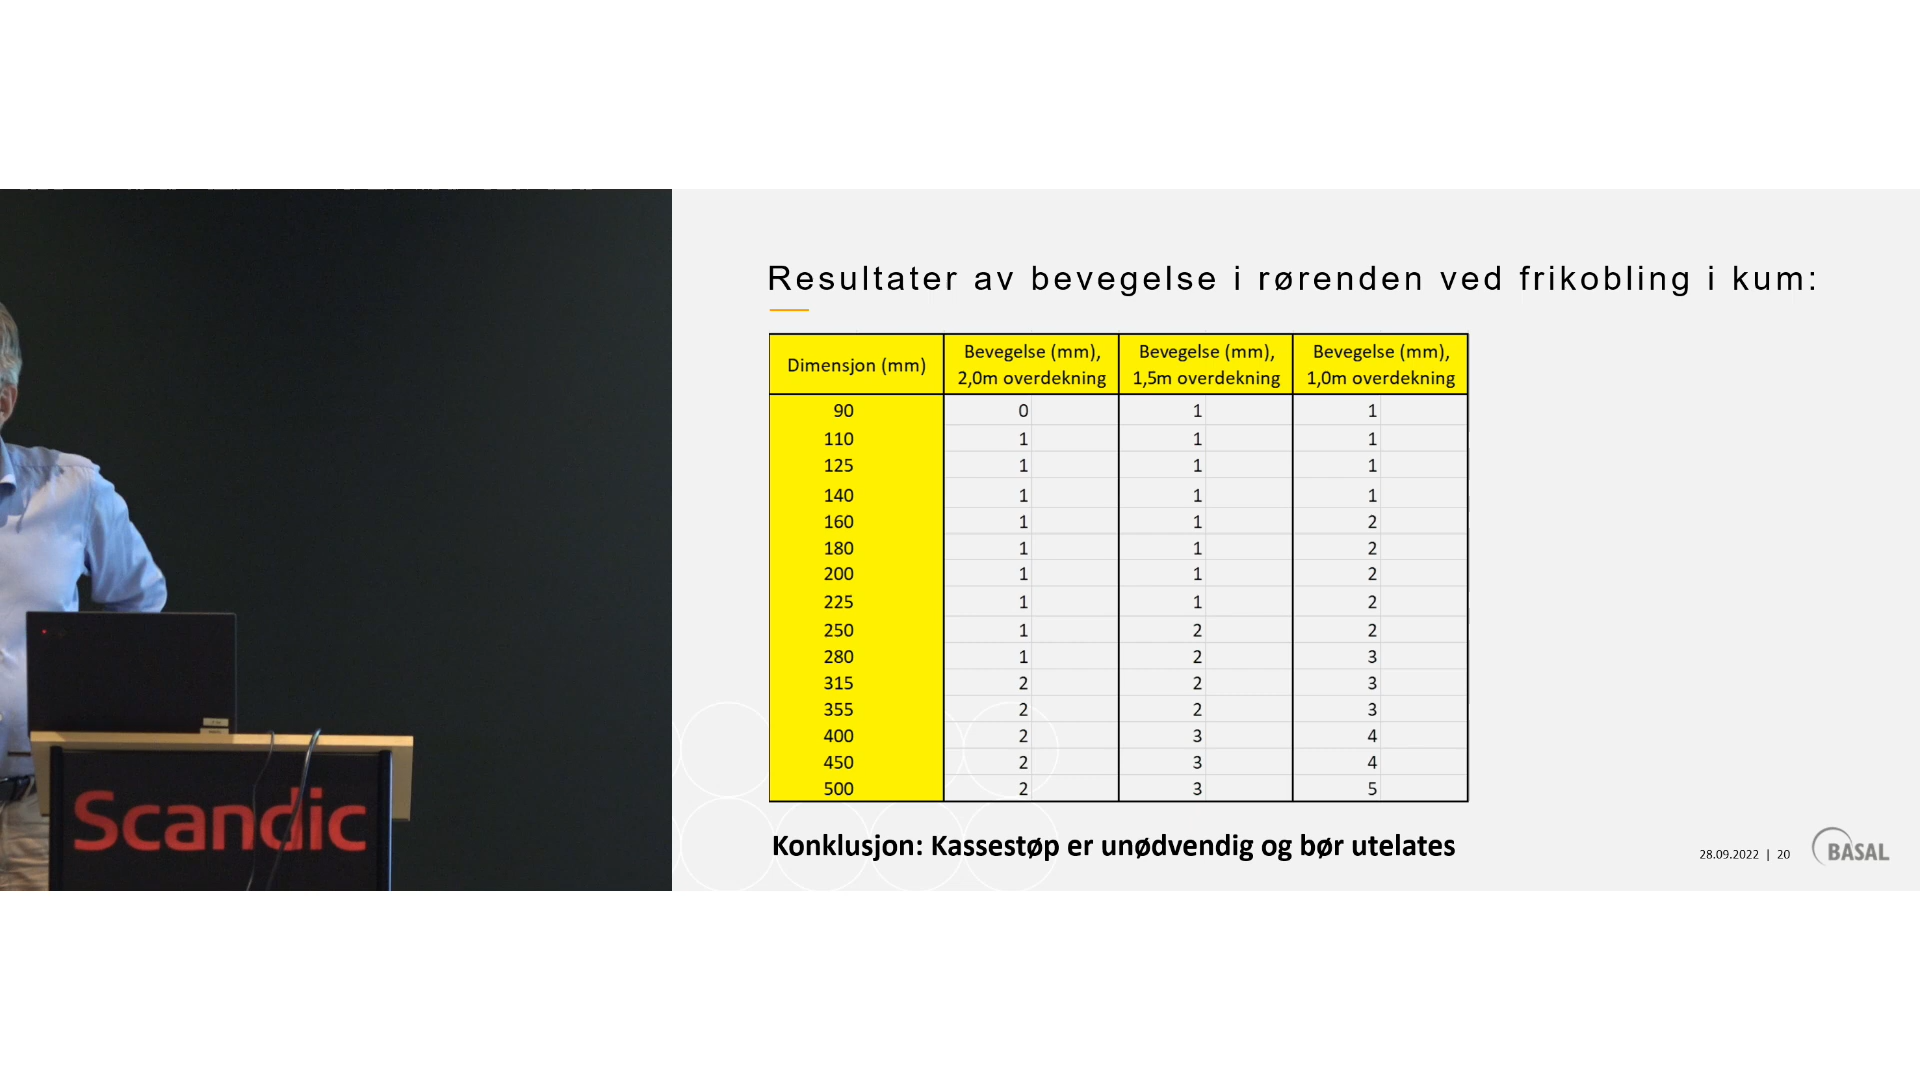 Resultater av bevegelse i rørenden ved frikobling i kum:
Dimensjon (mm) Bevegelse (mm), 2,0m overdekning Bevegelse (mm), 1,5m overdekning Bevegelse (mm), 1,0m overdekning
90 0 1 1
110 1 1 1
125 1 1 1
140 1 1 1
160 1 1 2
180 1 1 2
200 1 1 2
225 1 1 2
250 1 2 2
280 1 2 3
315 2 2 3
355 2 2 3
400 2 3 4
450 2 3 4
500 2 3 5
Konklusjon: Kassestøp er unødvendig og bør utelates
28.09.2022 | 20
BASAL
Scandic